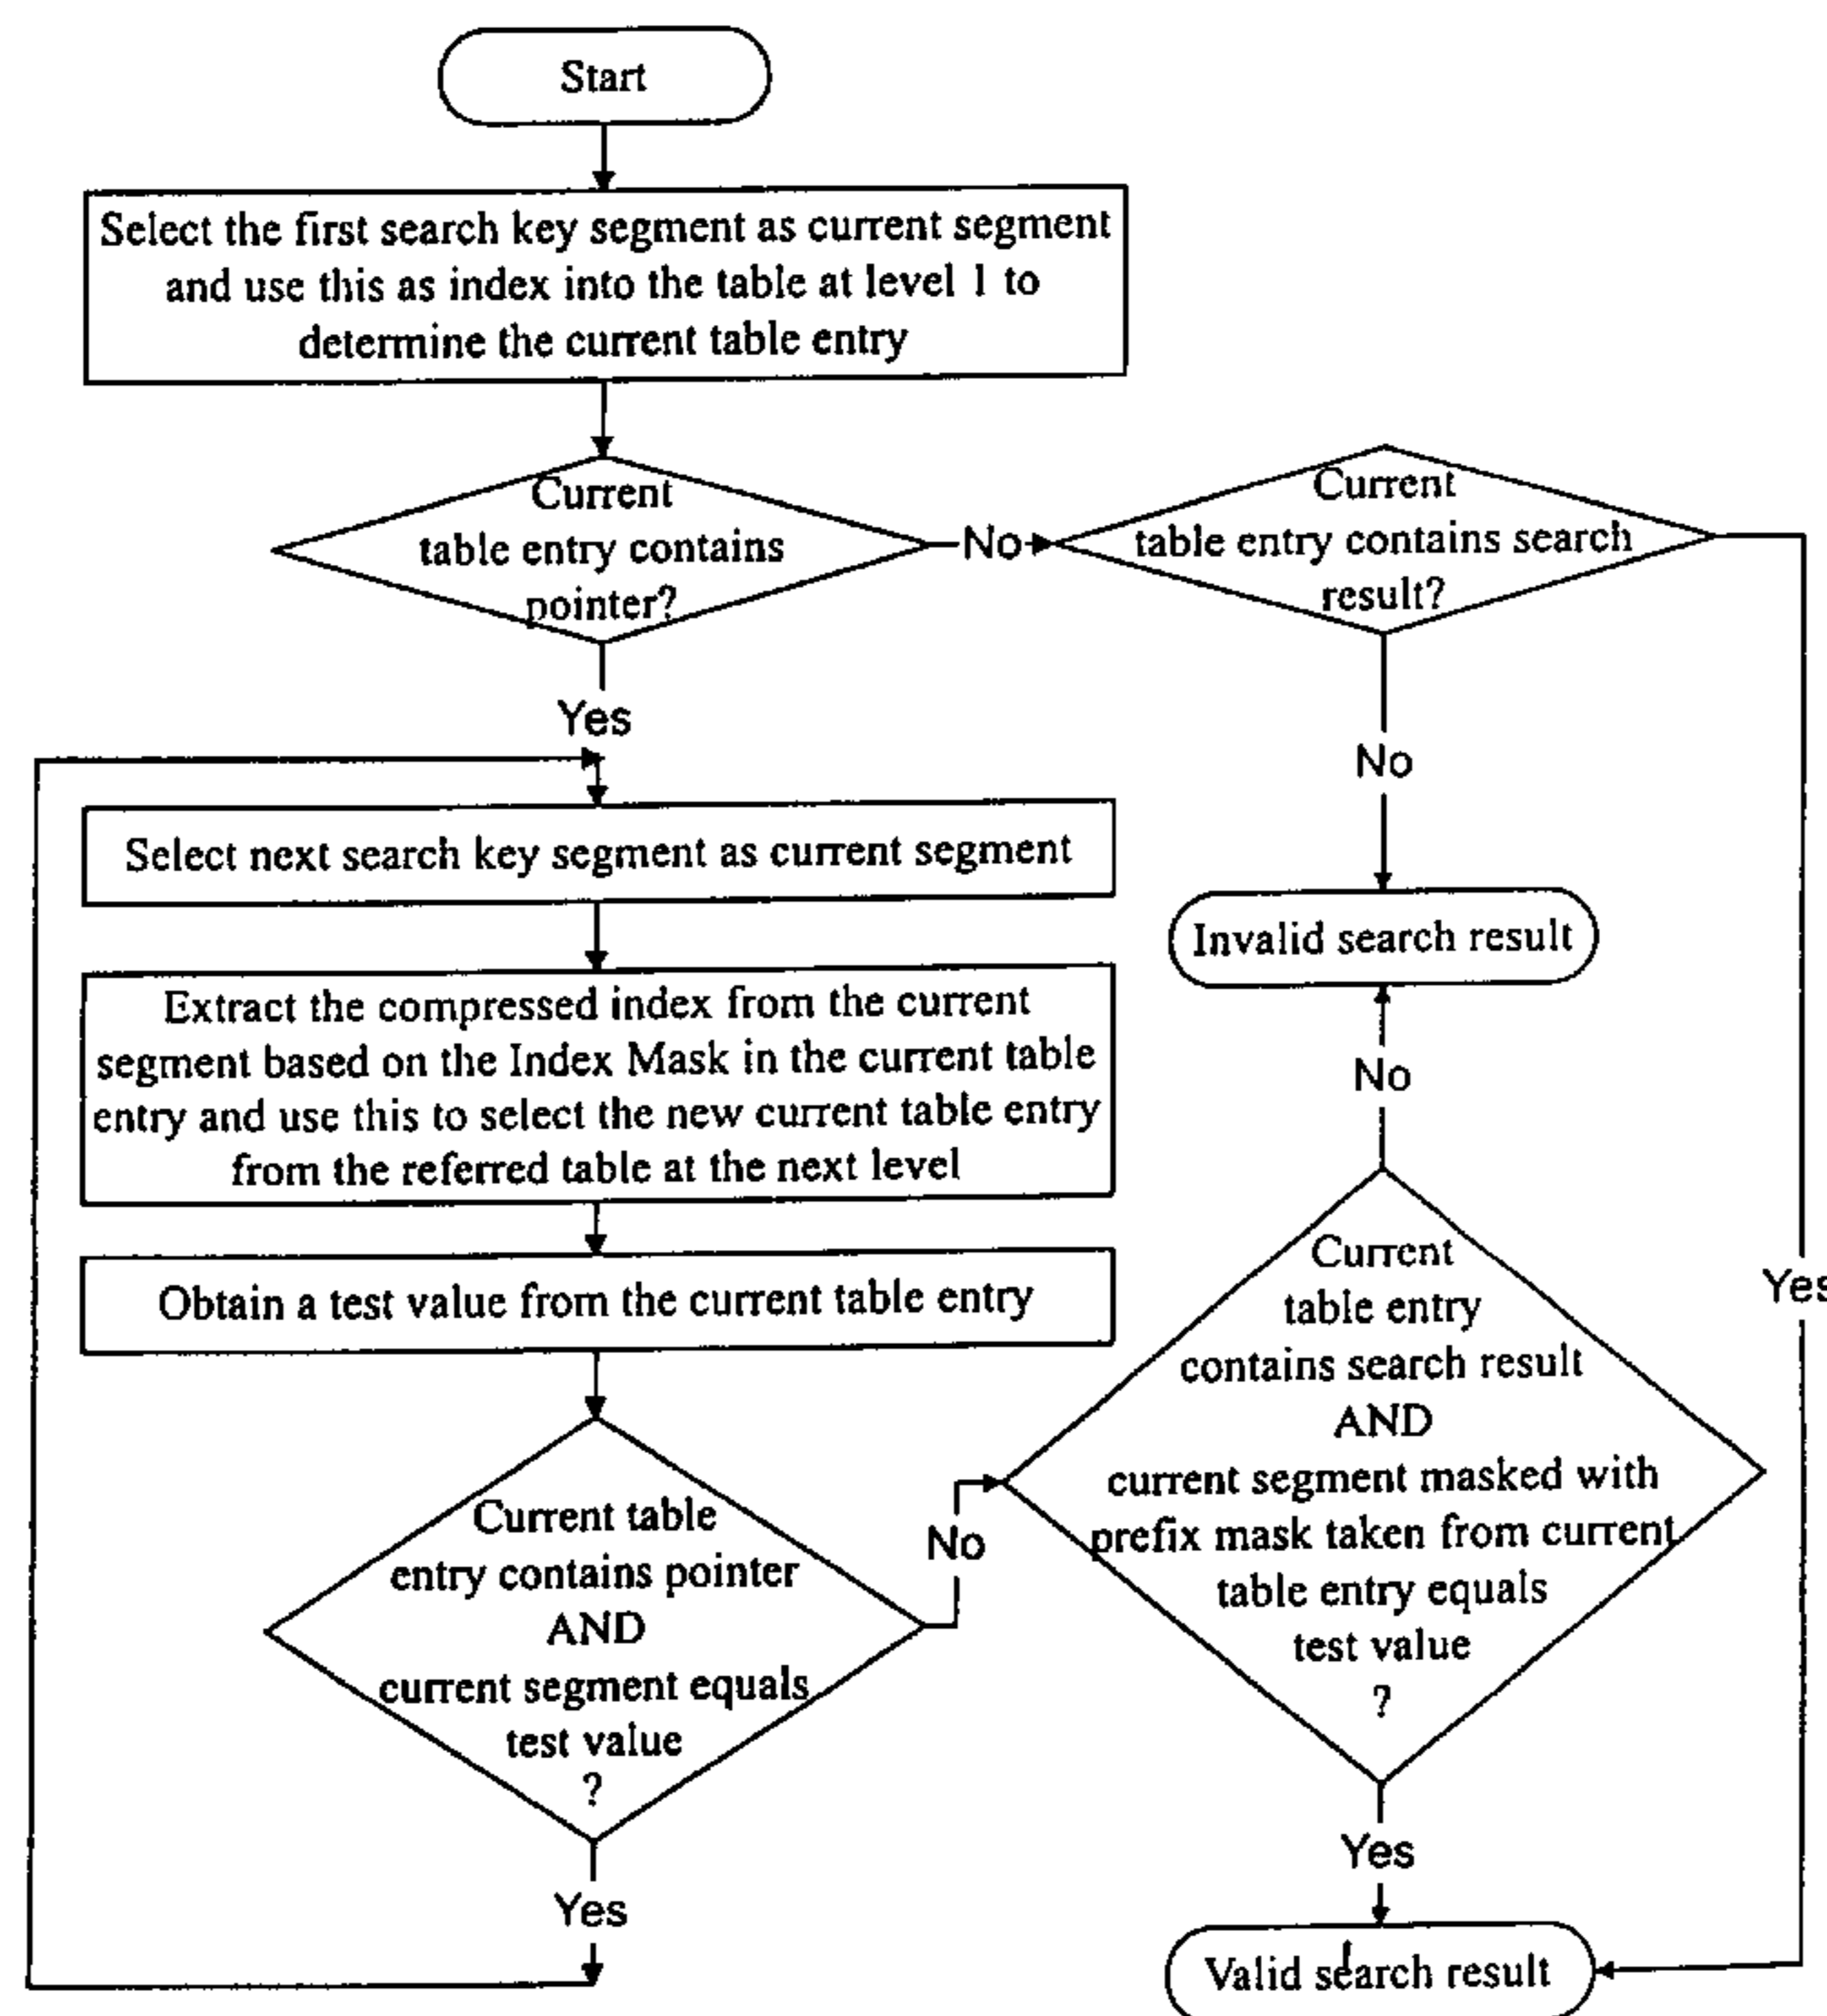 Start
Select the first search key segment as current segment
and use this as index into the table at level 1 to
determine the current table entry
Current
table entry contains
pointer?
No
Current
table entry contains search
result?
Yes
No
Select next search key segment as current segment
Invalid search result
Extract the compressed index from the current
segment based on the Index Mask in the current table
entry and use this to select the new current table entry
from the referred table at the next level
No
Obtain a test value from the current table entry
Yes
Current table
entry contains pointer
AND
current segment equals
test value
?
No
Current
table entry
contains search result
AND
current segment masked with
prefix mask taken from current
table entry equals
test value
?
Yes
Yes
Valid search result